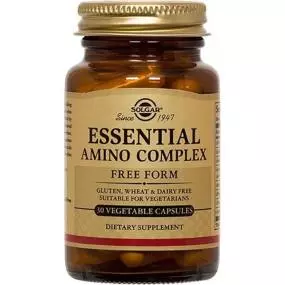 SOLGAR
Since 1947
ESSENTIAL
AMINO COMPLEX
FREE FORM
GLUTEN, WHEAT & DAIRY FREE
SUITABLE FOR VEGETARIANS
30 VEGETABLE CAPSULES
DIETARY SUPPLEMENT